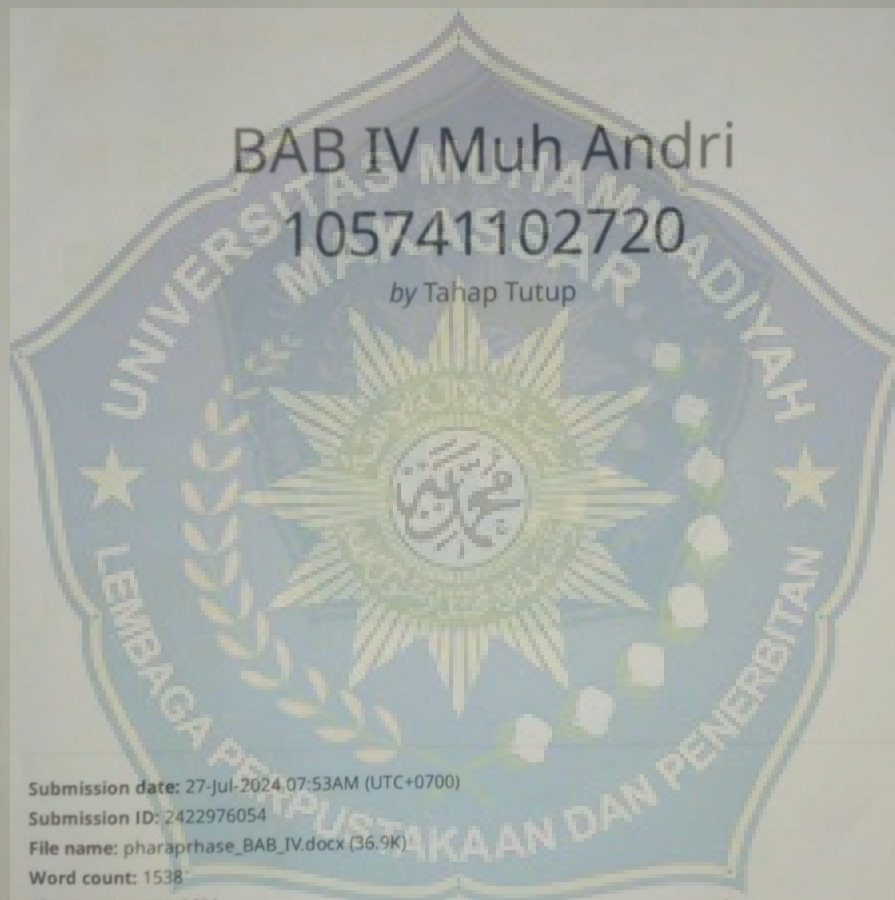 BAB IV Muh Andri
105741102720
by Tahap Tutup
UNIVERSITAS MUHAMMADIYAH
MAKASSAR
محمد
LEMBAGA PERPUSTAKAAN DAN PENERBITAN
Submission date: 27-Jul-2024 07:53AM (UTC+0700)
Submission ID: 2422976054
File name: pharaprhase_BAB_IV.docx (36.9K)
Word count: 1538